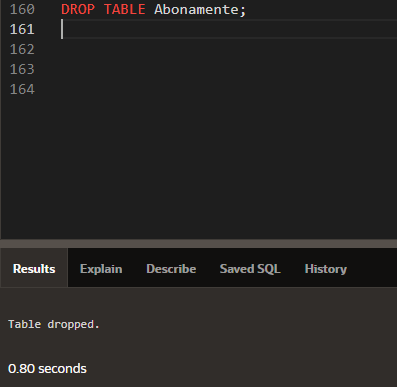 160 DROP TABLE Abonamente;
161
162
163
164
Results Explain Describe Saved SQL History
Table dropped.
0.80 seconds